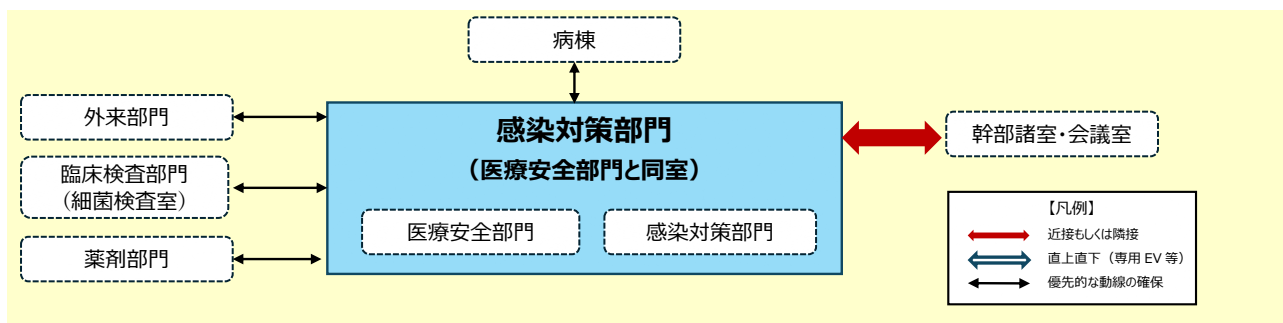 病棟
外来部門
臨床検査部門
（細菌検査室）
薬剤部門
感染対策部門
（医療安全部門と同室）
医療安全部門
感染対策部門
幹部諸室・会議室
【凡例】
近接もしくは隣接
直上直下（専用 EV 等）
優先的な動線の確保